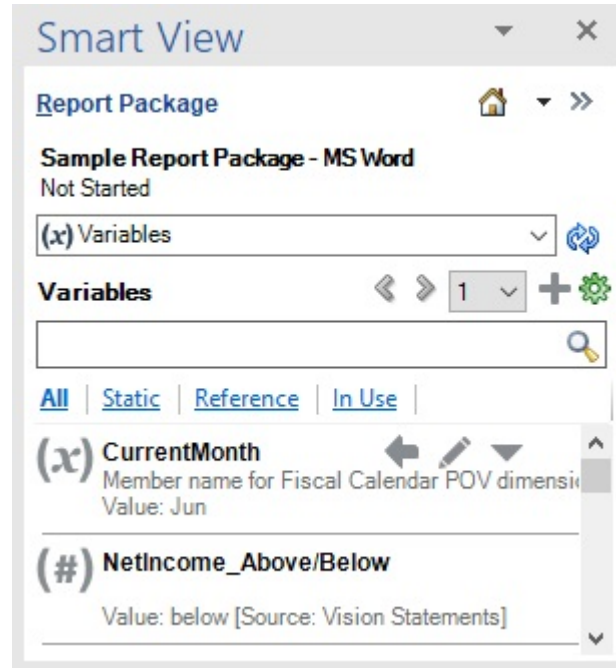 Smart View
Report Package
Sample Report Package - MS Word
Not Started
(x) Variables
Variables 1
All Static Reference In Use
(x) CurrentMonth
Member name for Fiscal Calendar POV dimensi
Value: Jun
(#) NetIncome_Above/Below
Value: below [Source: Vision Statements]